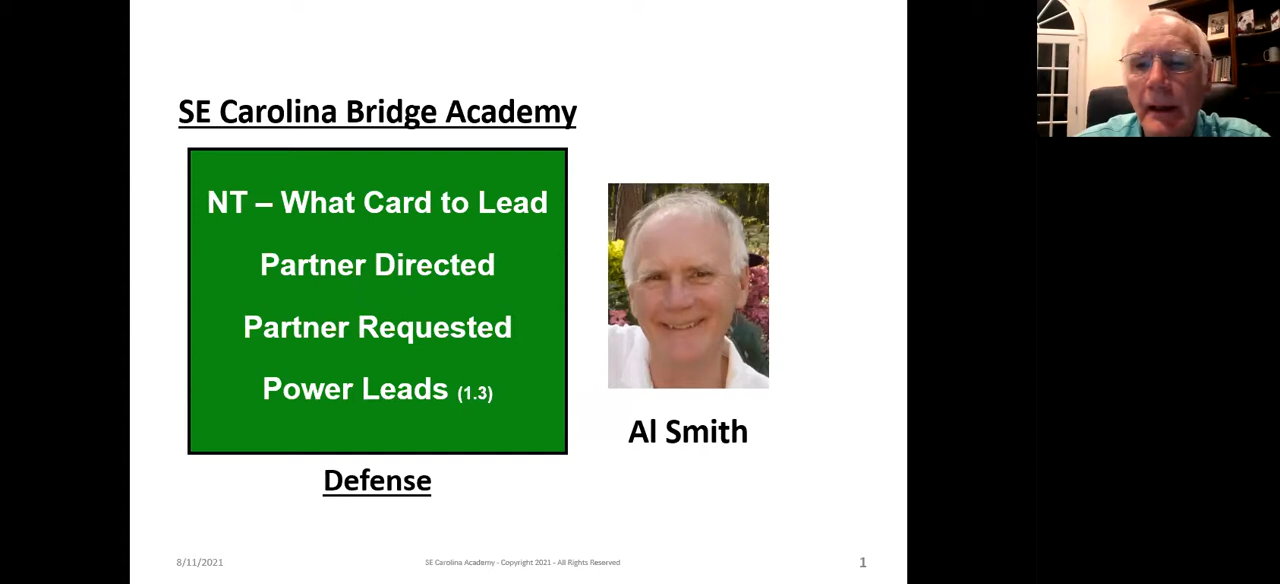 SE Carolina Bridge Academy
NT – What Card to Lead
Partner Directed
Partner Requested
Power Leads (1.3)
Al Smith
Defense
8/11/2021
SE Carolina Academy - Copyright 2021 - All Rights Reserved
1